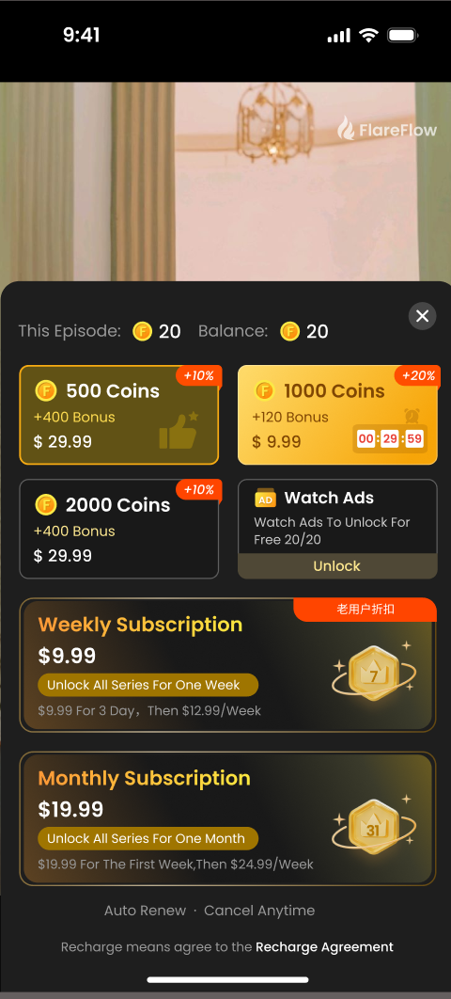 9:41
FlareFlow
This Episode: F 20 Balance: F 20
+10%
F 500 Coins
+400 Bonus
$ 29.99
+20%
F 1000 Coins
+120 Bonus
$ 9.99
00:29:59
+10%
F 2000 Coins
+400 Bonus
$ 29.99
AD Watch Ads
Watch Ads To Unlock For
Free 20/20
Unlock
老用户折扣
Weekly Subscription
$9.99
Unlock All Series For One Week
$9.99 For 3 Day，Then $12.99/Week
7
Monthly Subscription
$19.99
Unlock All Series For One Month
$19.99 For The First Week,Then $24.99/Week
31
Auto Renew · Cancel Anytime
Recharge means agree to the Recharge Agreement